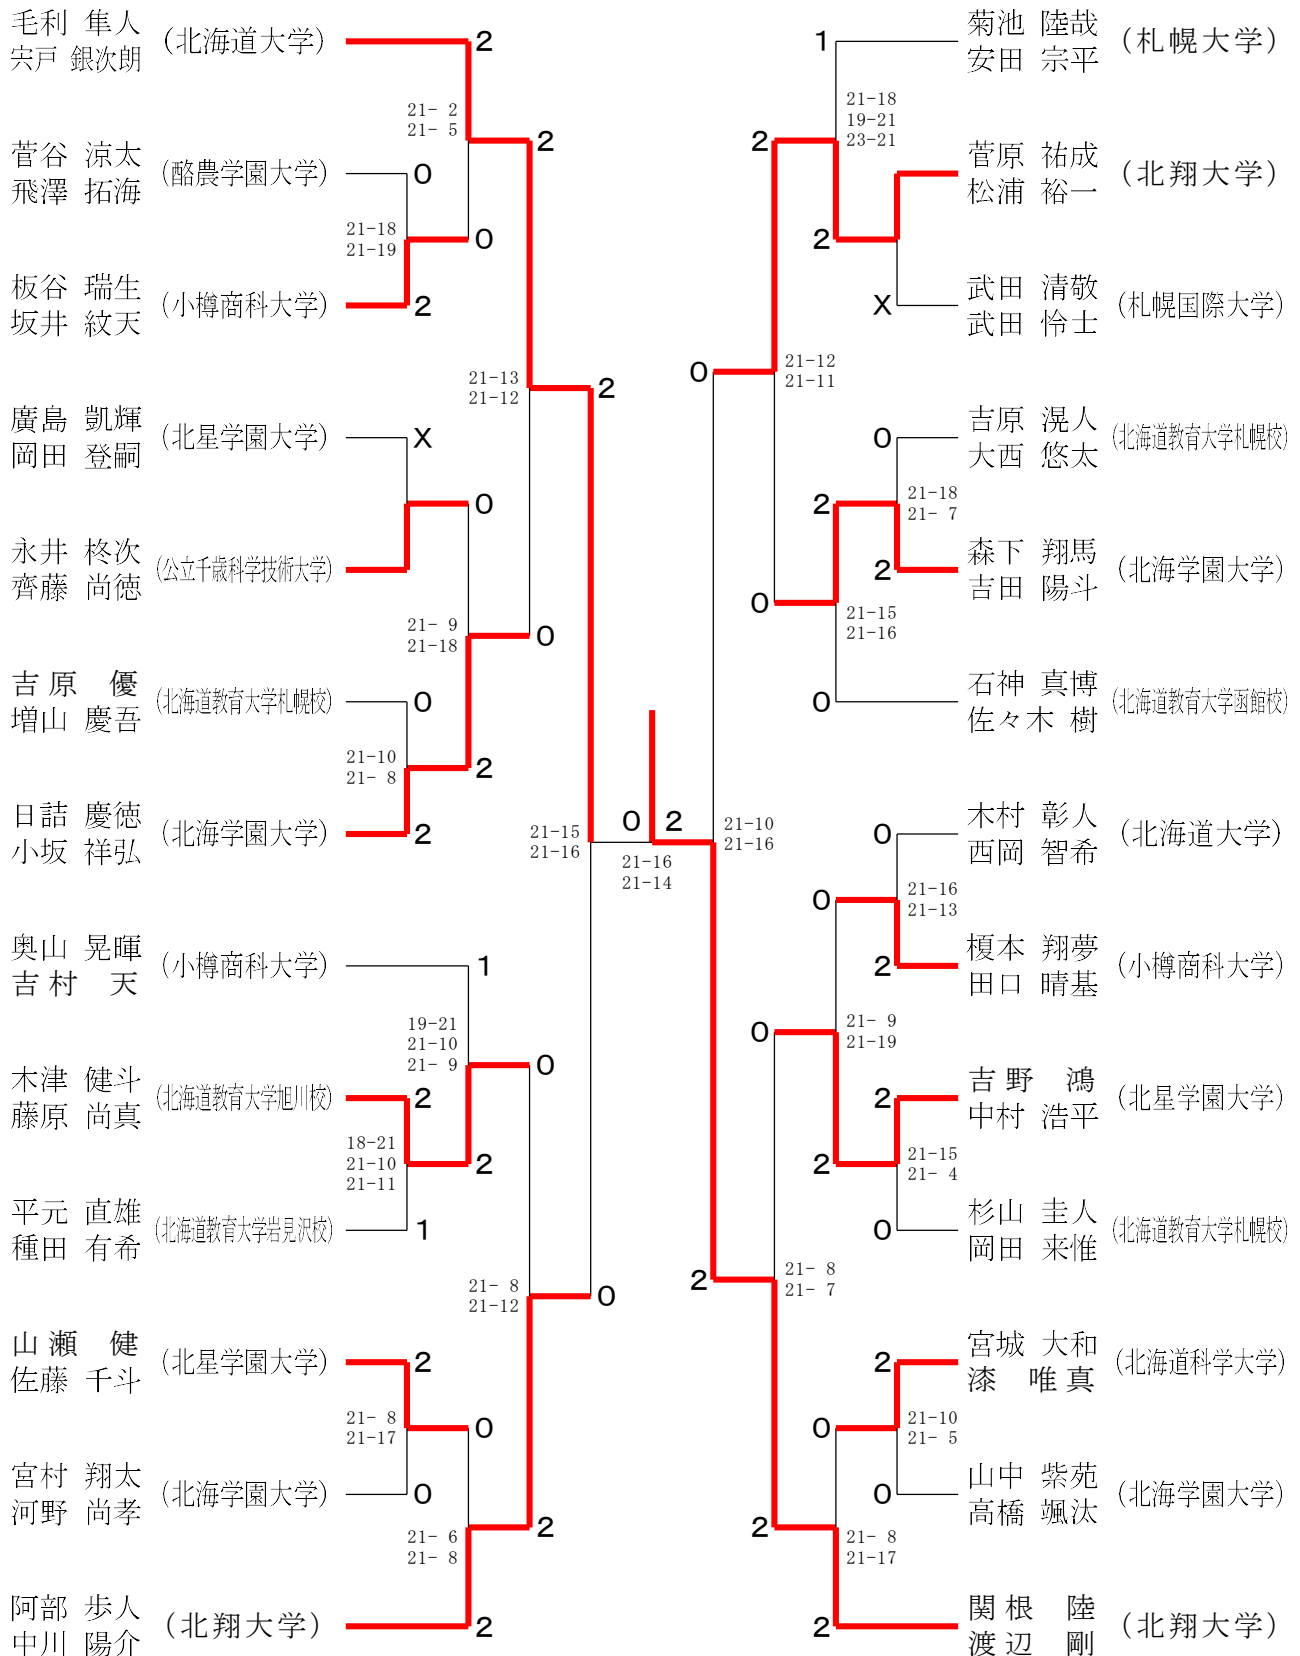 毛利 隼人
宍戸 銀次朗
(北海道大学)
2
21- 2
21- 5
2
菅谷 涼太
飛澤 拓海
(酪農学園大学)
0
21-18
21-19
0
板谷 瑞生
坂井 紋天
(小樽商科大学)
2
21-13
21-12
2
廣島 凱輝
岡田 登嗣
(北星学園大学)
X
0
永井 柊次
齊藤 尚徳
(公立千歳科学技術大学)
21- 9
21-18
0
吉原 優
増山 慶吾
(北海道教育大学札幌校)
0
21-10
21- 8
2
日詰 慶徳
小坂 祥弘
(北海学園大学)
2
21-15
21-16
奥山 晃暉
吉村 天
(小樽商科大学)
1
19-21
21-10
21- 9
0
木津 健斗
藤原 尚真
(北海道教育大学旭川校)
2
18-21
21-10
21-11
2
平元 直雄
種田 有希
(北海道教育大学岩見沢校)
1
21- 8
21-12
0
山瀬 健
佐藤 千斗
(北星学園大学)
2
21- 8
21-17
0
宮村 翔太
河野 尚孝
(北海学園大学)
0
21- 6
21- 8
2
阿部 歩人
中川 陽介
(北翔大学)
2
0 2
21-16
21-14
1
菊池 陸哉
安田 宗平
(札幌大学)
21-18
19-21
23-21
2
菅原 祐成
松浦 裕一
(北翔大学)
2
X
武田 清敬
武田 怜士
(札幌国際大学)
0
21-12
21-11
0
吉原 滉人
大西 悠太
(北海道教育大学札幌校)
2
21-18
21- 7
2
森下 翔馬
吉田 陽斗
(北海学園大学)
0
21-15
21-16
0
石神 真博
佐々木 樹
(北海道教育大学函館校)
21-10
21-16
0
木村 彰人
西岡 智希
(北海道大学)
0
21-16
21-13
2
榎本 翔夢
田口 晴基
(小樽商科大学)
0
21- 9
21-19
2
吉野 鴻
中村 浩平
(北星学園大学)
2
21-15
21- 4
0
杉山 圭人
岡田 来惟
(北海道教育大学札幌校)
2
21- 8
21- 7
2
宮城 大和
漆 唯真
(北海道科学大学)
0
21-10
21- 5
0
山中 紫苑
高橋 颯汰
(北海学園大学)
2
21- 8
21-17
2
関根 陸
渡辺 剛
(北翔大学)